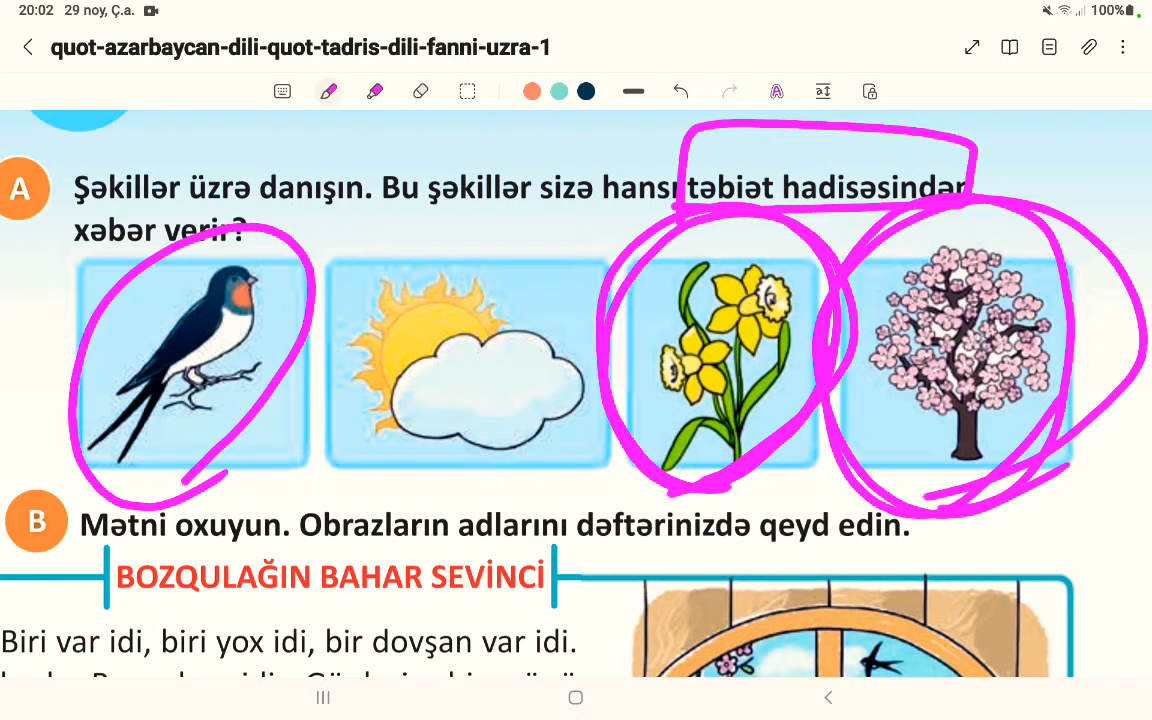 20:02 29 noy, Ç.a. 100%
quot-azarbaycan-dili-quot-tadris-dili-fanni-uzra-1
A
Şəkillər üzrə danışın. Bu şəkillər sizə hansı təbiət hadisəsindən
xəbər verir?
B
Mətni oxuyun. Obrazların adlarını dəftərinizdə qeyd edin.
BOZQULAĞIN BAHAR SEVİNCİ
Biri var idi, biri yox idi, bir dovşan var idi.